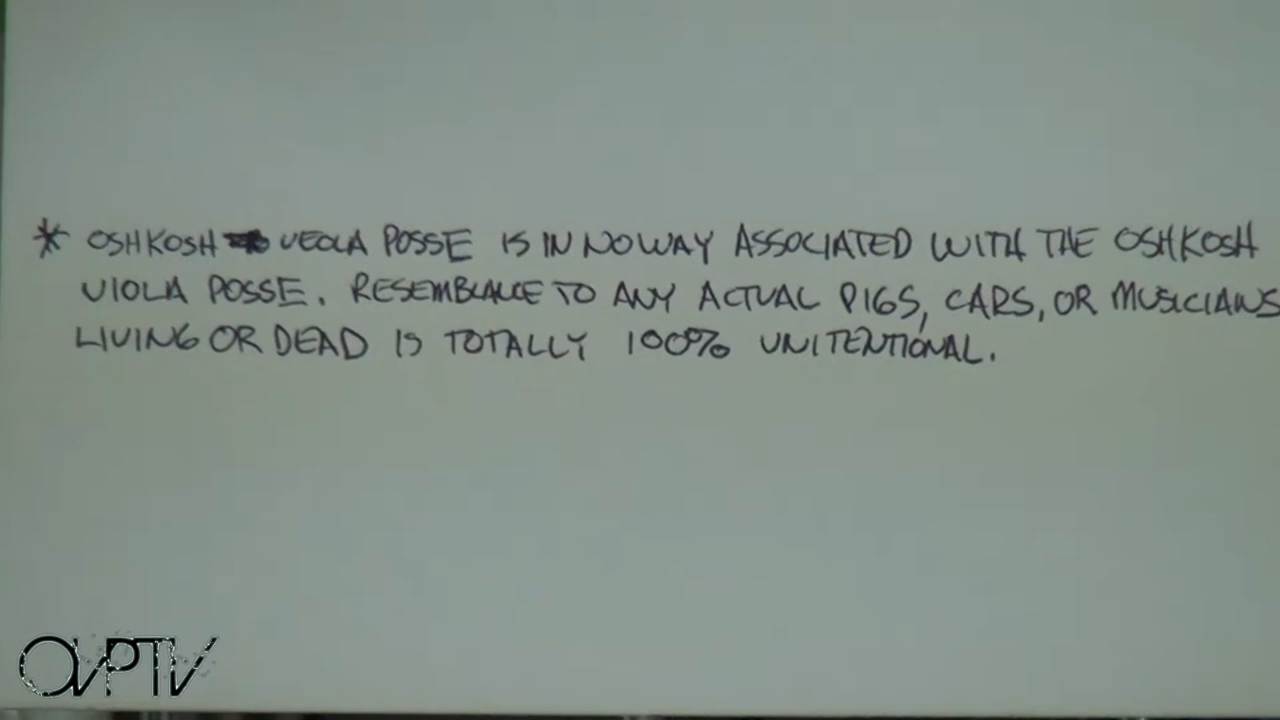 * OSHKOSH VEOLA POSSE IS IN NO WAY ASSOCIATED WITH THE OSHKOSH
VIOLA POSSE. RESEMBLANCE TO ANY ACTUAL PIGS, CARS, OR MUSICIANS
LIVING OR DEAD IS TOTALLY 100% UNITENTIONAL.
OVPTV